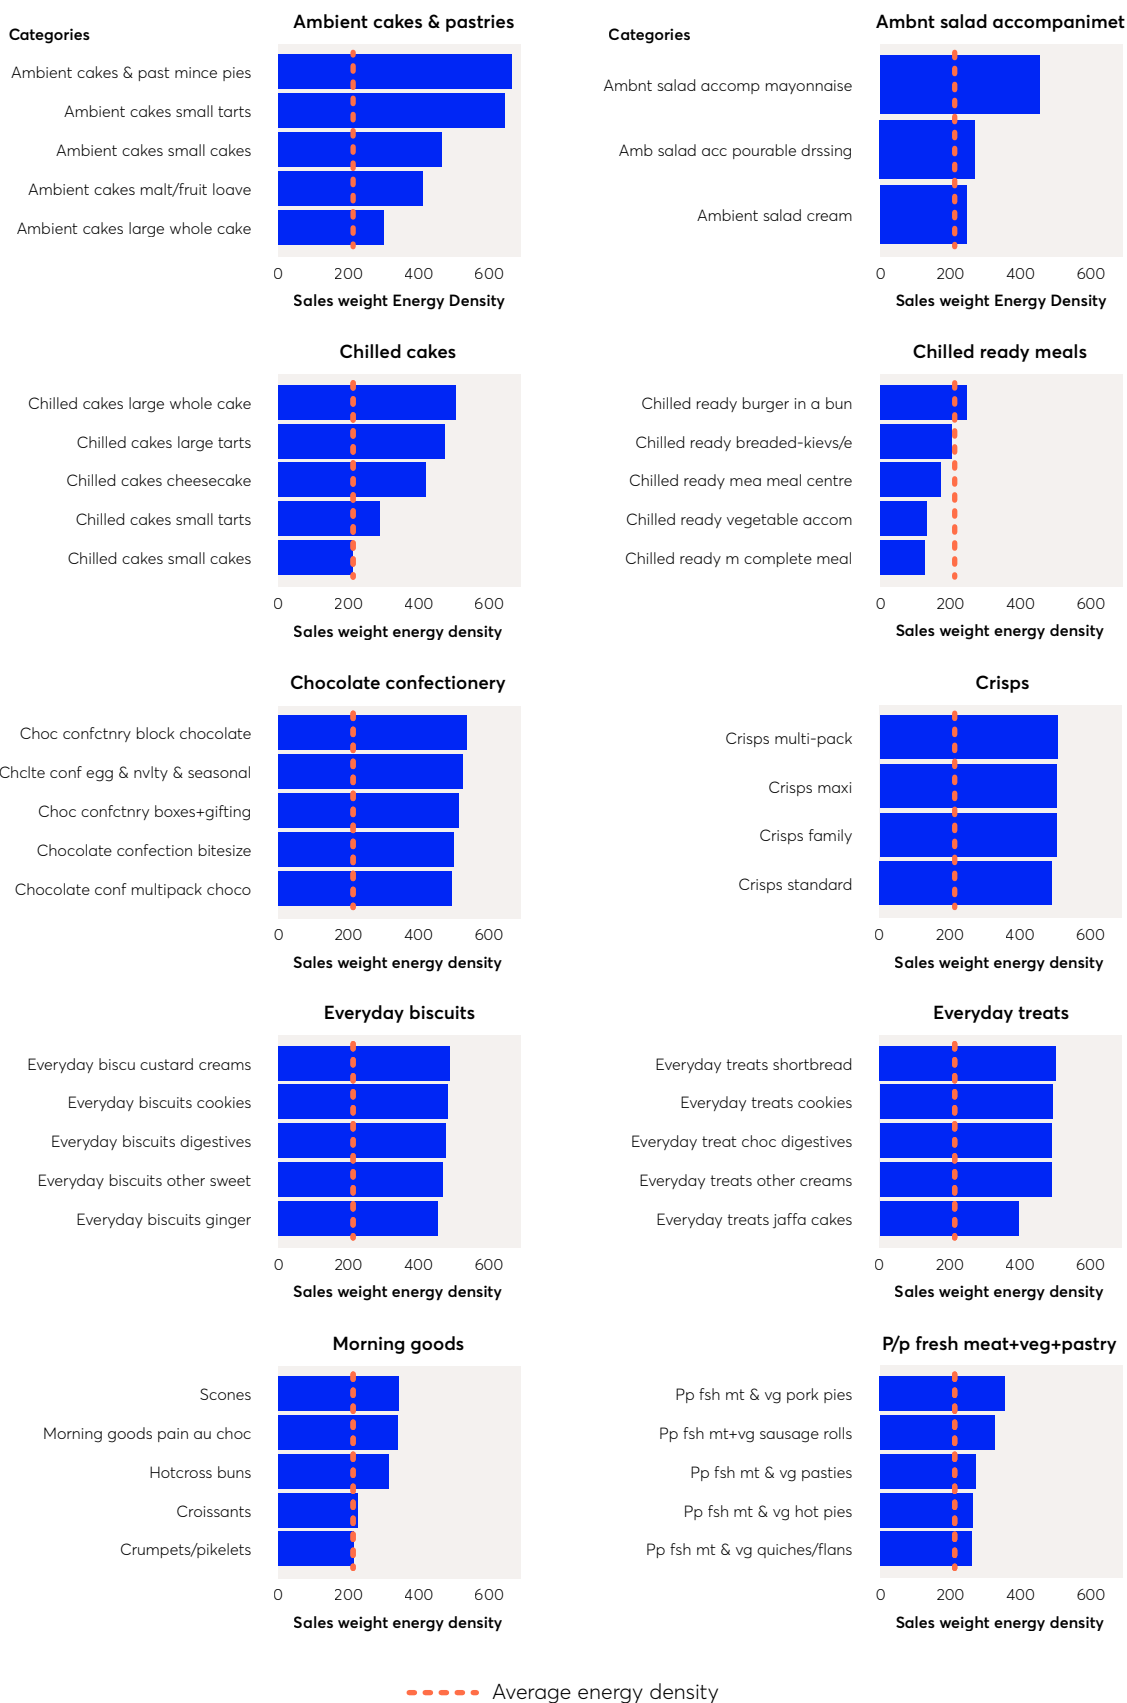 Ambient cakes & pastries
Categories
Ambient cakes & past mince pies
Ambient cakes small tarts
Ambient cakes small cakes
Ambient cakes malt/fruit loave
Ambient cakes large whole cake
0 200 400 600
Sales weight Energy Density
Ambnt salad accompanimet
Categories
Ambnt salad accomp mayonnaise
Amb salad acc pourable drssing
Ambient salad cream
0 200 400 600
Sales weight Energy Density
Chilled cakes
Chilled cakes large whole cake
Chilled cakes large tarts
Chilled cakes cheesecake
Chilled cakes small tarts
Chilled cakes small cakes
0 200 400 600
Sales weight energy density
Chilled ready meals
Chilled ready burger in a bun
Chilled ready breaded-kievs/e
Chilled ready mea meal centre
Chilled ready vegetable accom
Chilled ready m complete meal
0 200 400 600
Sales weight energy density
Chocolate confectionery
Choc confctnry block chocolate
Chclte conf egg & nvlty & seasonal
Choc confctnry boxes+gifting
Chocolate confection bitesize
Chocolate conf multipack choco
0 200 400 600
Sales weight energy density
Crisps
Crisps multi-pack
Crisps maxi
Crisps family
Crisps standard
0 200 400 600
Sales weight energy density
Everyday biscuits
Everyday biscu custard creams
Everyday biscuits cookies
Everyday biscuits digestives
Everyday biscuits other sweet
Everyday biscuits ginger
0 200 400 600
Sales weight energy density
Everyday treats
Everyday treats shortbread
Everyday treats cookies
Everyday treat choc digestives
Everyday treats other creams
Everyday treats jaffa cakes
0 200 400 600
Sales weight energy density
Morning goods
Scones
Morning goods pain au choc
Hotcross buns
Croissants
Crumpets/pikelets
0 200 400 600
Sales weight energy density
P/p fresh meat+veg+pastry
Pp fsh mt & vg pork pies
Pp fsh mt+vg sausage rolls
Pp fsh mt & vg pasties
Pp fsh mt & vg hot pies
Pp fsh mt & vg quiches/flans
0 200 400 600
Sales weight energy density
Average energy density